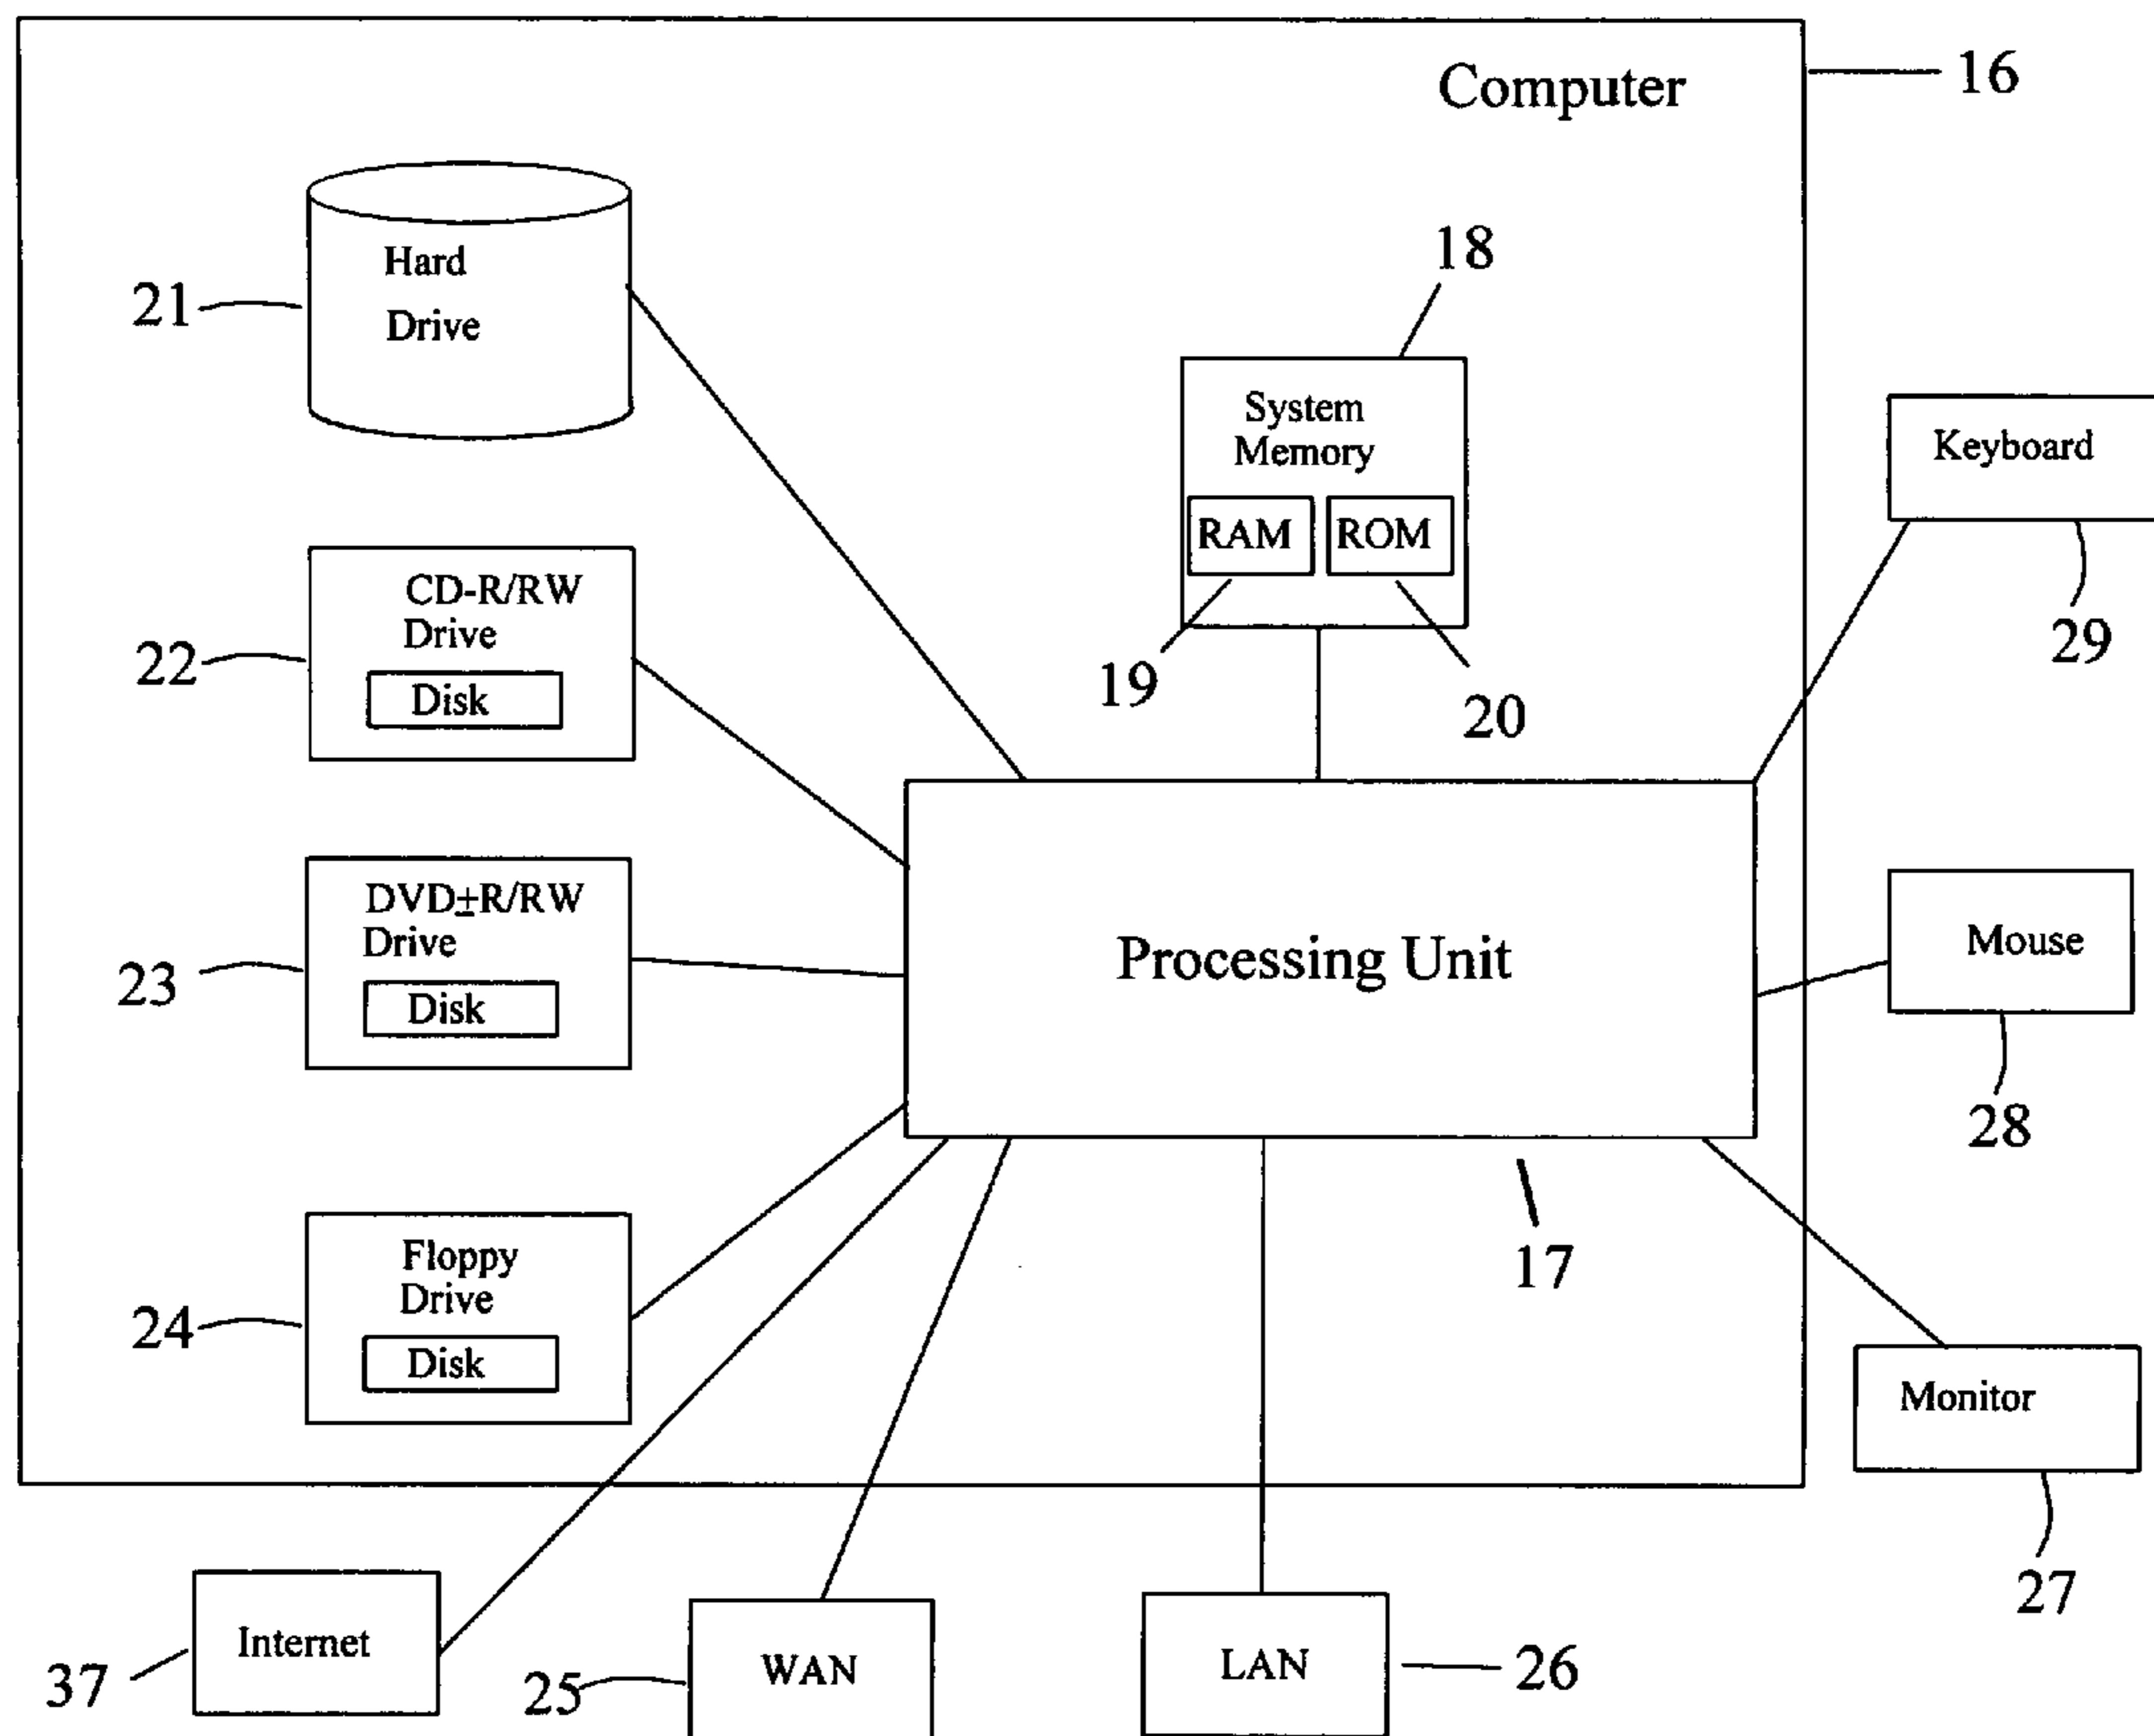 Computer
16
Hard
Drive
21
18
System
Memory
RAM
ROM
19
20
Keyboard
29
CD-R/RW
Drive
Disk
22
DVD±R/RW
Drive
Disk
23
Processing Unit
17
Mouse
28
Floppy
Drive
Disk
24
Monitor
27
Internet
37
WAN
25
LAN
26